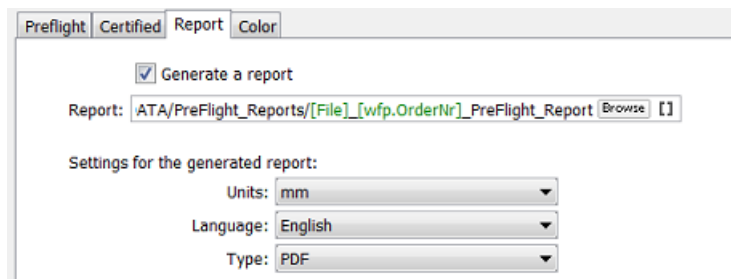 Preflight Certified Report Color
Generate a report
Report: ATA/PreFlight_Reports/[File]_[wfp.OrderNr]_PreFlight_Report Browse []
Settings for the generated report:
Units: mm
Language: English
Type: PDF